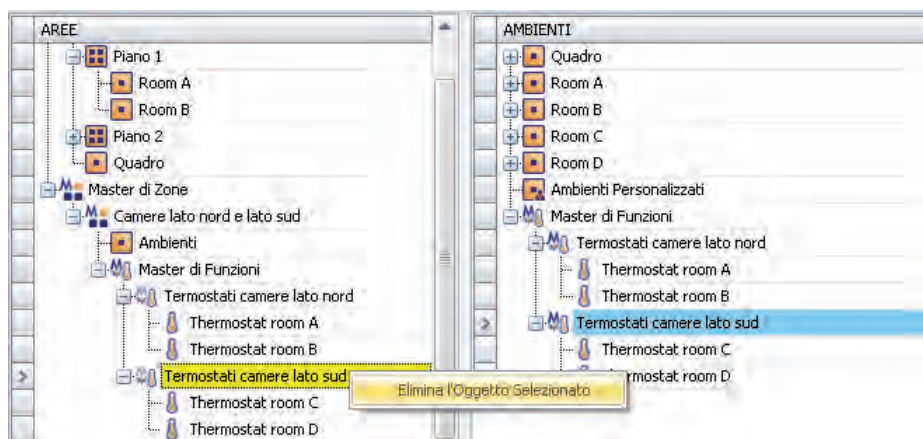 AREE
Piano 1
Room A
Room B
Piano 2
Quadro
Master di Zone
Camere lato nord e lato sud
Ambienti
Master di Funzioni
Termostati camere lato nord
Thermostat room A
Thermostat room B
Termostati camere lato sud
Thermostat room C
Thermostat room D
Elimina l'Oggetto Selezionato
AMBIENTI
Quadro
Room A
Room B
Room C
Room D
Ambienti Personalizzati
Master di Funzioni
Termostati camere lato nord
Thermostat room A
Thermostat room B
Termostati camere lato sud
Thermostat room C
rmostat room D